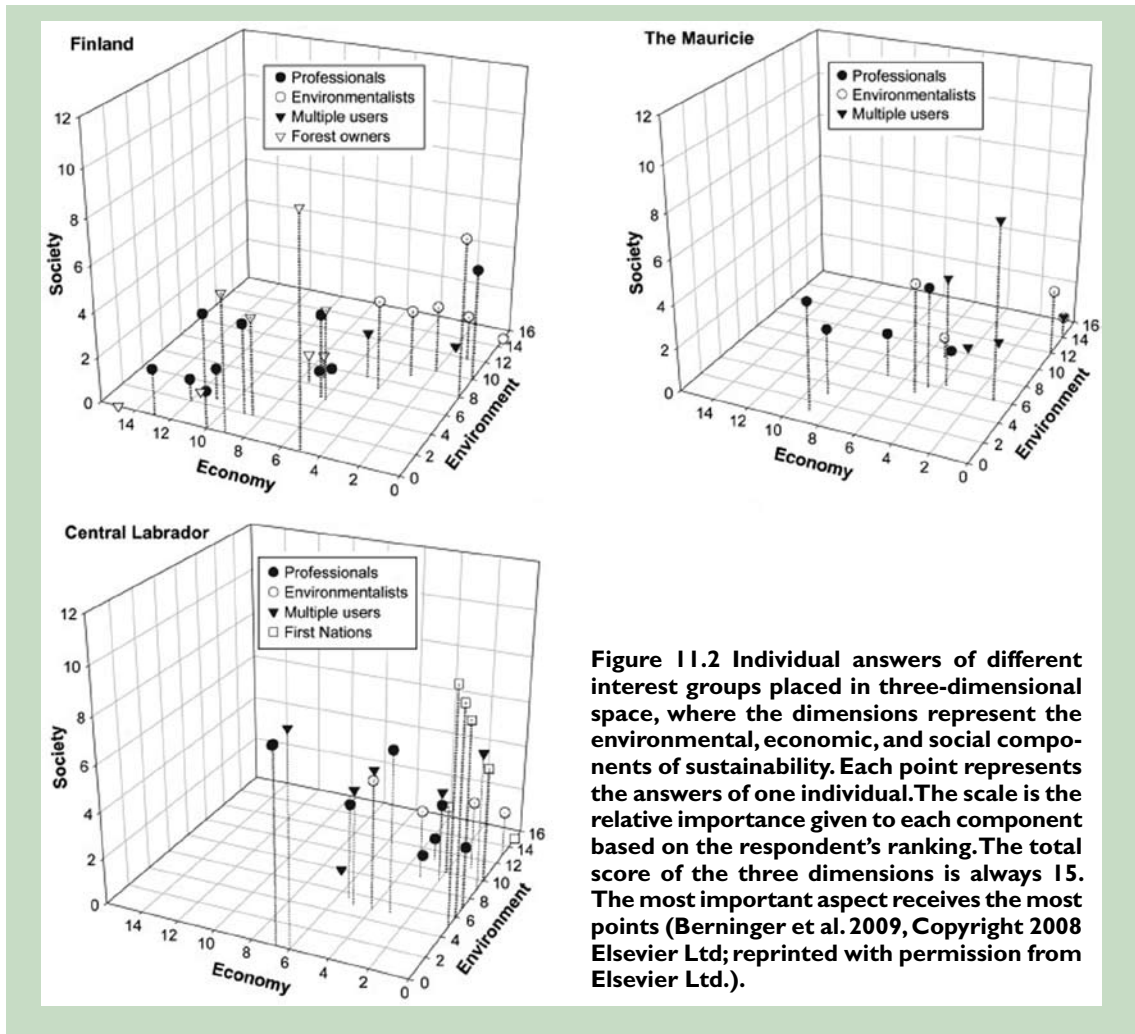 Finland
Professionals
Environmentalists
Multiple users
Forest owners
12
10
8
6
4
2
0
Society
14
12
10
8
6
4
2
0
Economy
0
2
4
6
8
10
12
14
16
Environment
The Mauricie
Professionals
Environmentalists
Multiple users
12
10
8
6
4
2
0
Society
14
12
10
8
6
4
2
0
Economy
0
2
4
6
8
10
12
14
16
Environment
Central Labrador
Professionals
Environmentalists
Multiple users
First Nations
12
10
8
6
4
2
0
Society
14
12
10
8
6
4
2
0
Economy
0
2
4
6
8
10
12
14
16
Environment
Figure 11.2 Individual answers of different
interest groups placed in three-dimensional
space, where the dimensions represent the
environmental, economic, and social compo-
nents of sustainability. Each point represents
the answers of one individual. The scale is the
relative importance given to each component
based on the respondent's ranking. The total
score of the three dimensions is always 15.
The most important aspect receives the most
points (Berninger et al. 2009, Copyright 2008
Elsevier Ltd; reprinted with permission from
Elsevier Ltd.).